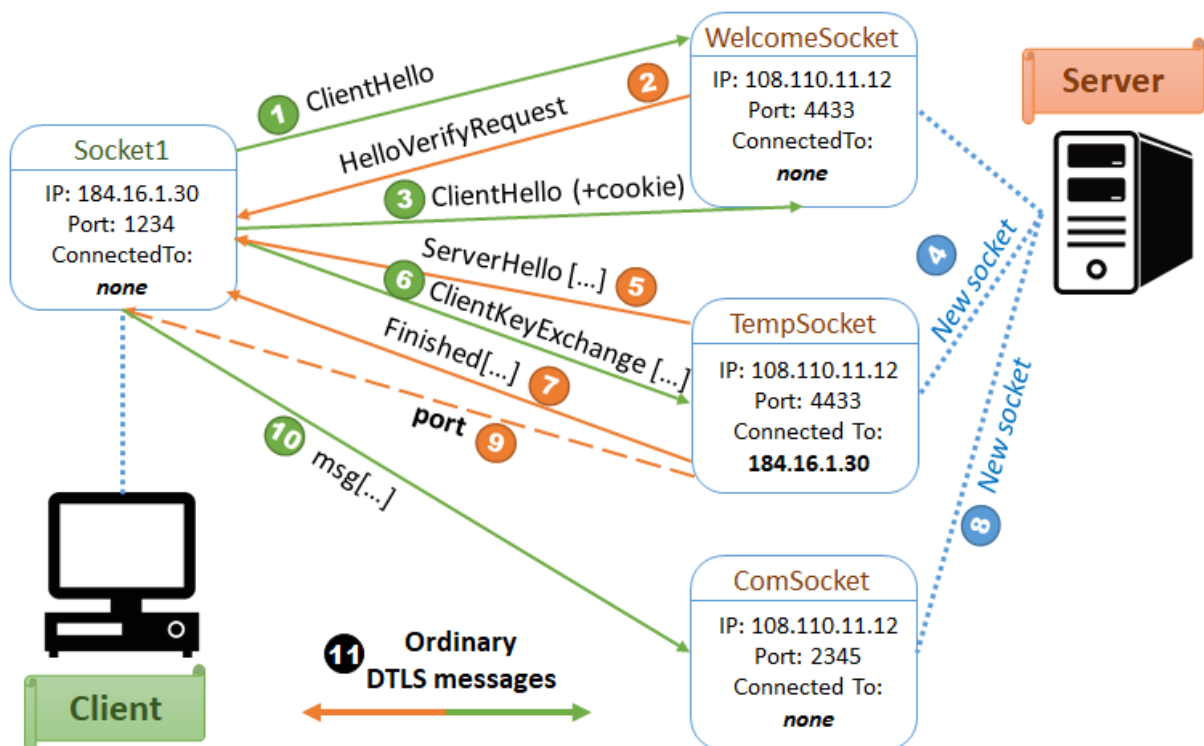 WelcomeSocket
IP: 108.110.11.12
Port: 4433
ConnectedTo:
none
Server
1 ClientHello
2
HelloVerifyRequest
3 ClientHello (+cookie)
Socket1
IP: 184.16.1.30
Port: 1234
ConnectedTo:
none
4 New socket
ServerHello [...] 5
6 ClientKeyExchange [...]
Finished[...] 7
port 9
10 msg[...]
TempSocket
IP: 108.110.11.12
Port: 4433
Connected To:
184.16.1.30
8 New socket
ComSocket
IP: 108.110.11.12
Port: 2345
Connected To:
none
11 Ordinary
DTLS messages
Client